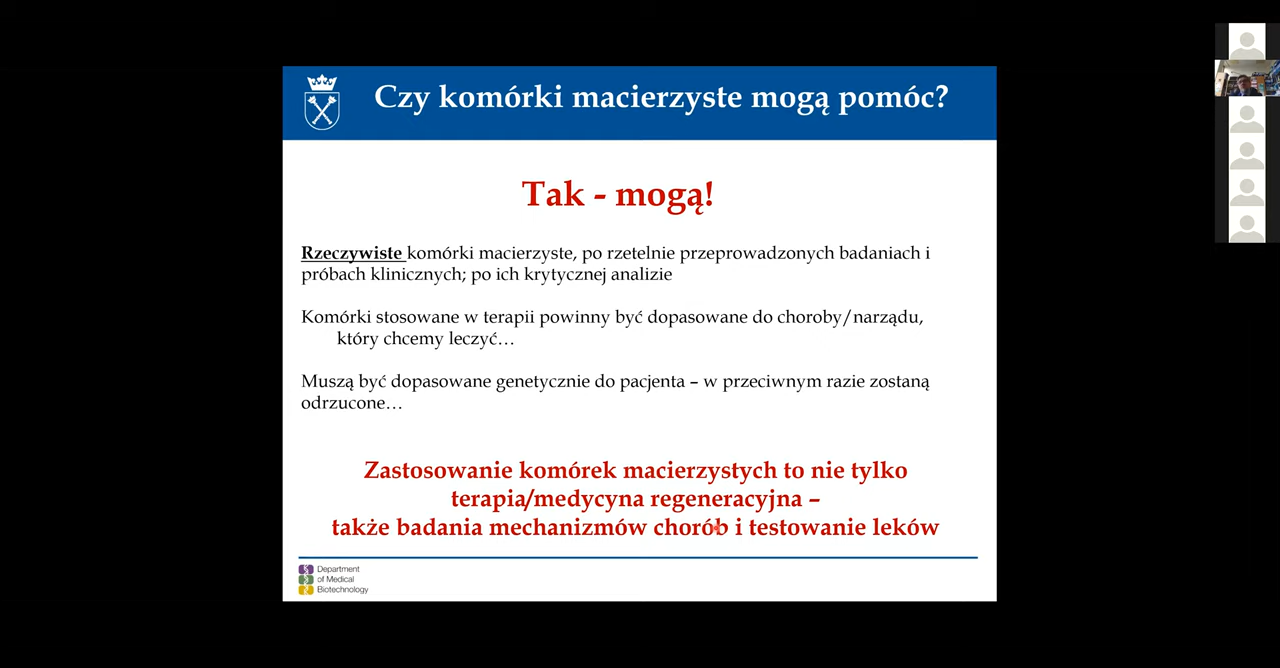 Czy komórki macierzyste mogą pomóc?
Tak - mogą!
Rzeczywiste komórki macierzyste, po rzetelnie przeprowadzonych badaniach i
próbach klinicznych; po ich krytycznej analizie
Komórki stosowane w terapii powinny być dopasowane do choroby/narządu,
który chcemy leczyć…
Muszą być dopasowane genetycznie do pacjenta – w przeciwnym razie zostaną
odrzucone…
Zastosowanie komórek macierzystych to nie tylko
terapia/medycyna regeneracyjna –
także badania mechanizmów chorób i testowanie leków
Department
of Medical
Biotechnology